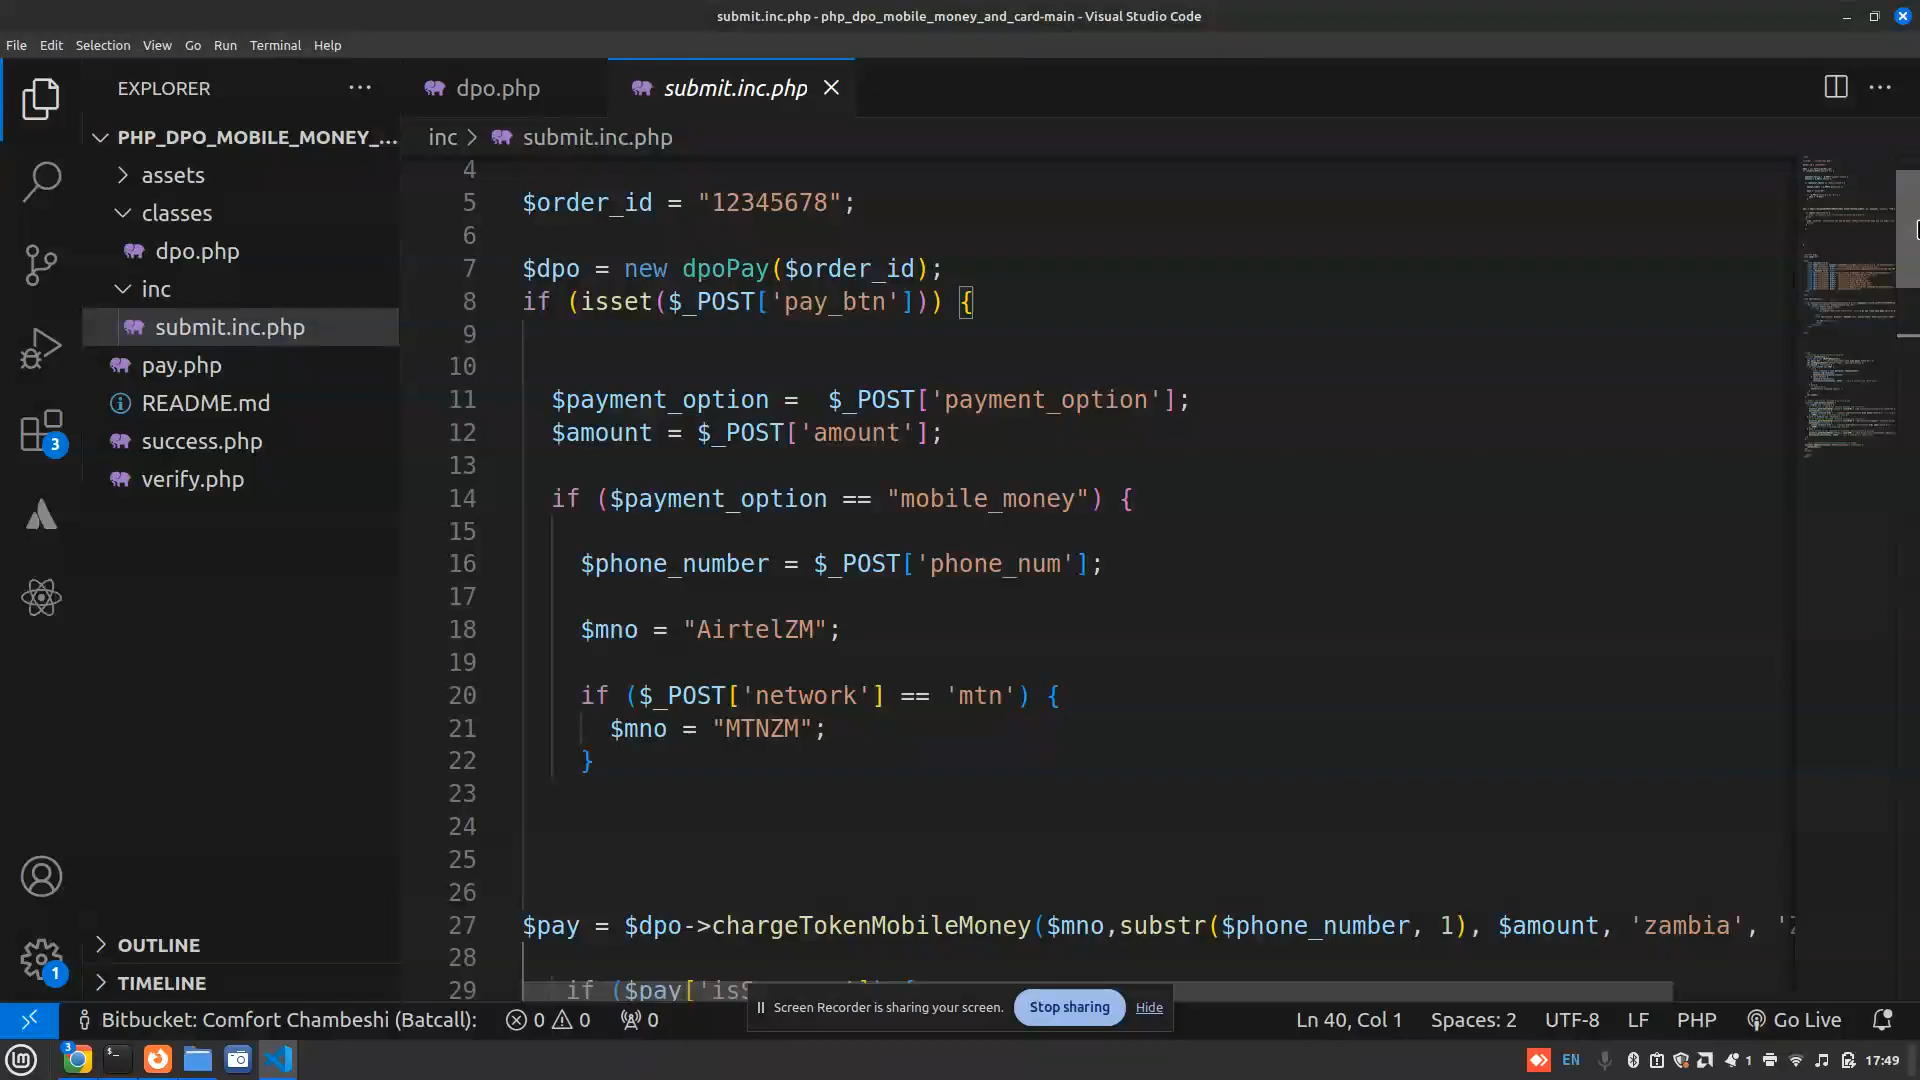 submit.inc.php - php_dpo_mobile_money_and_card-main - Visual Studio Code
File Edit Selection View Go Run Terminal Help
EXPLORER
dpo.php
submit.inc.php
PHP_DPO_MOBILE_MONEY_...
assets
classes
dpo.php
inc
submit.inc.php
pay.php
README.md
success.php
verify.php
OUTLINE
TIMELINE
3
1
inc > submit.inc.php
4
5 $order_id = "12345678";
6
7 $dpo = new dpoPay($order_id);
8 if (isset($_POST['pay_btn'])) {
9
10
11 $payment_option =  $_POST['payment_option'];
12 $amount = $_POST['amount'];
13
14 if ($payment_option == "mobile_money") {
15
16 $phone_number = $_POST['phone_num'];
17
18 $mno = "AirtelZM";
19
20 if ($_POST['network'] == 'mtn') {
21 $mno = "MTNZM";
22 }
23
24
25
26
27 $pay = $dpo->chargeTokenMobileMoney($mno,substr($phone_number, 1), $amount, 'zambia', '
28
29 if ($pay['is
Screen Recorder is sharing your screen. Stop sharing Hide
Bitbucket: Comfort Chambeshi (Batcall): 0 0 0 Ln 40, Col 1 Spaces: 2 UTF-8 LF PHP Go Live
3 EN 1 17:49